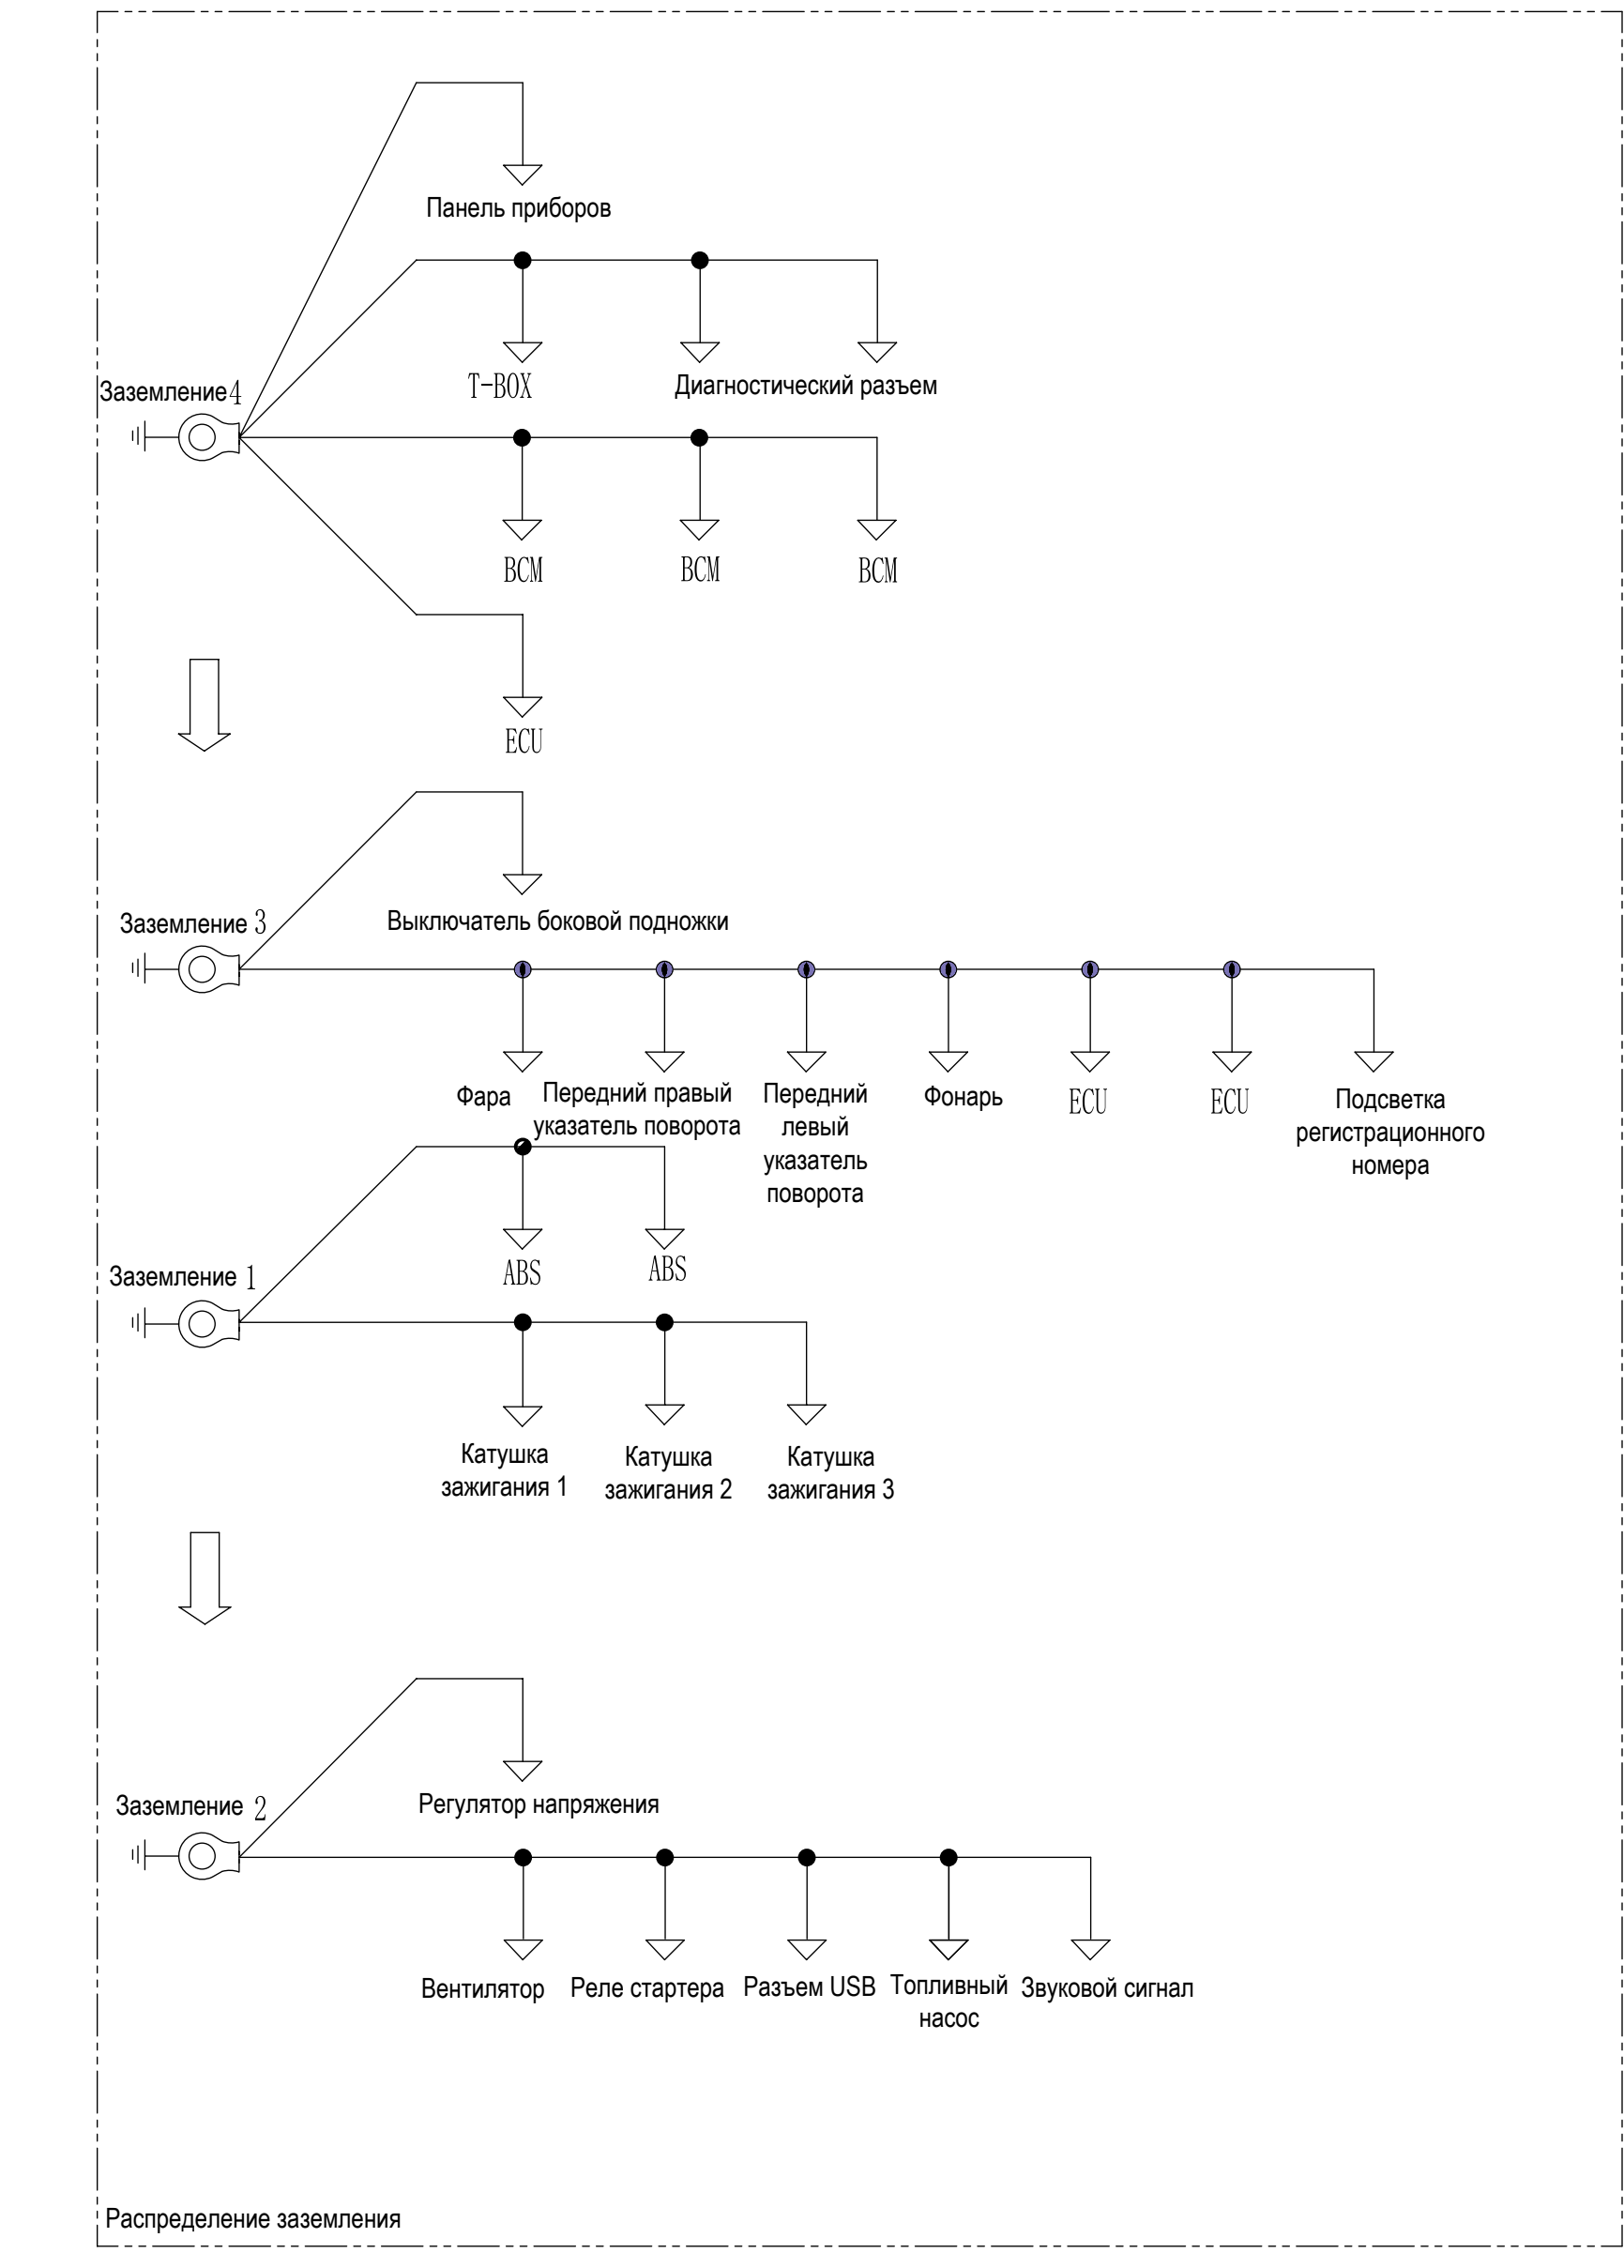 Панель приборов
T-BOX
Диагностический разъем
Заземление4
BCM
BCM
BCM
ECU
Заземление 3
Выключатель боковой подножки
Фара
Передний правый
указатель поворота
Передний
левый
указатель
поворота
Фонарь
ECU
ECU
Подсветка
регистрационного
номера
Заземление 1
ABS
ABS
Катушка
зажигания 1
Катушка
зажигания 2
Катушка
зажигания 3
Заземление 2
Регулятор напряжения
Вентилятор
Реле стартера
Разъем USB
Топливный
насос
Звуковой сигнал
Распределение заземления